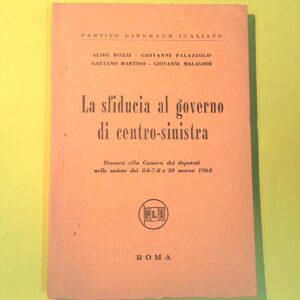 PARTITO LIBERALE ITALIANO
ALDO BOZZI - GIOVANNI PALAZZOLO
GAETANO MARTINO - GIOVANNI MALAGODI
La sfiducia al governo
di centro-sinistra
Discorsi alla Camera dei deputati
nelle sedute del 5-6-7-8 e 10 marzo 1962
PLI
ROMA